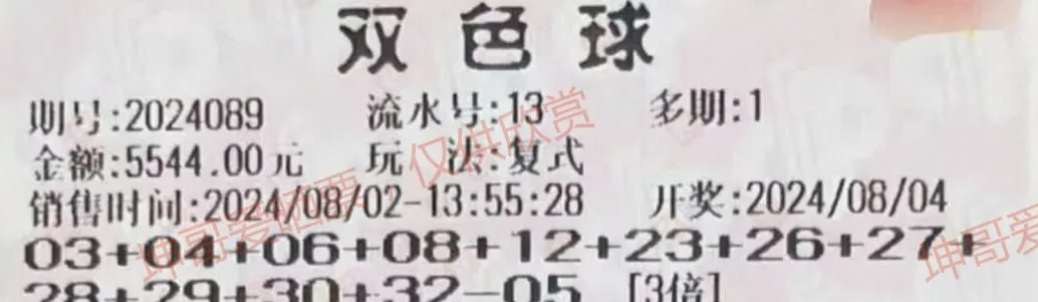 双色球
期号:2024089 流水号:13 多期:1
金额:5544.00元 玩 法:复式
销售时间:2024/08/02-13:55:28 开奖:2024/08/04
03+04+06+08+12+23+26+27+
28+29+30+32-05 [3倍]
坤哥爱晒票 仅供欣赏
坤哥爱